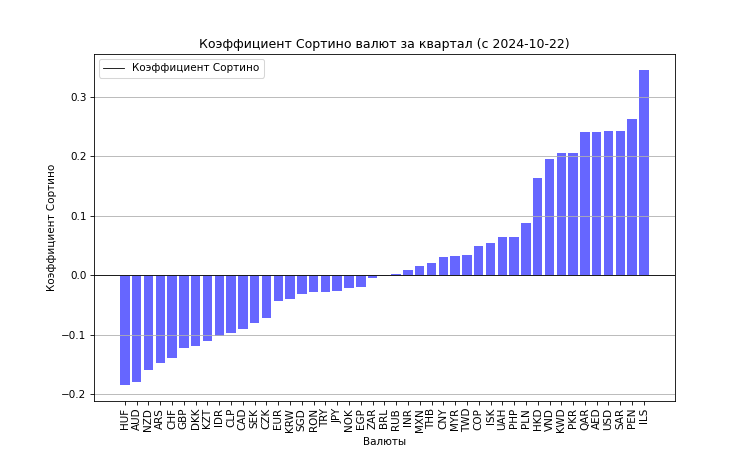 Коэффициент Сортино валют за квартал (с 2024-10-22)
Коэффициент Сортино
0.3
0.2
0.1
0.0
−0.1
−0.2
Коэффициент Сортино
HUF AUD NZD ARS CHF GBP DKK KZT IDR CLP CAD SEK CZK EUR KRW SGD RON TRY JPY NOK EGP ZAR BRL RUB INR MXN THB CNY MYR TWD COP ISK UAH PHP PLN HKD VND KWD PKR QAR AED USD SAR PEN ILS
Валюты